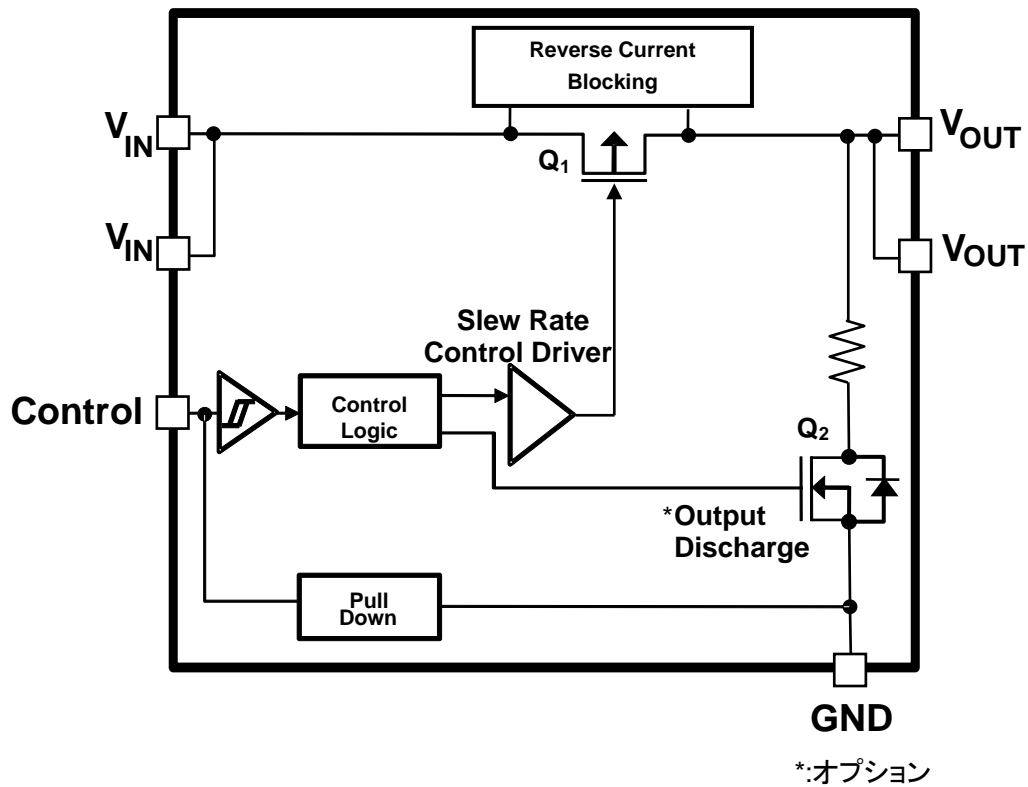 Reverse Current
Blocking
VIN
VOUT
Q1
VIN
VOUT
Slew Rate
Control Driver
Control
Control
Logic
Q2
*Output
Discharge
Pull
Down
GND
*:オプション